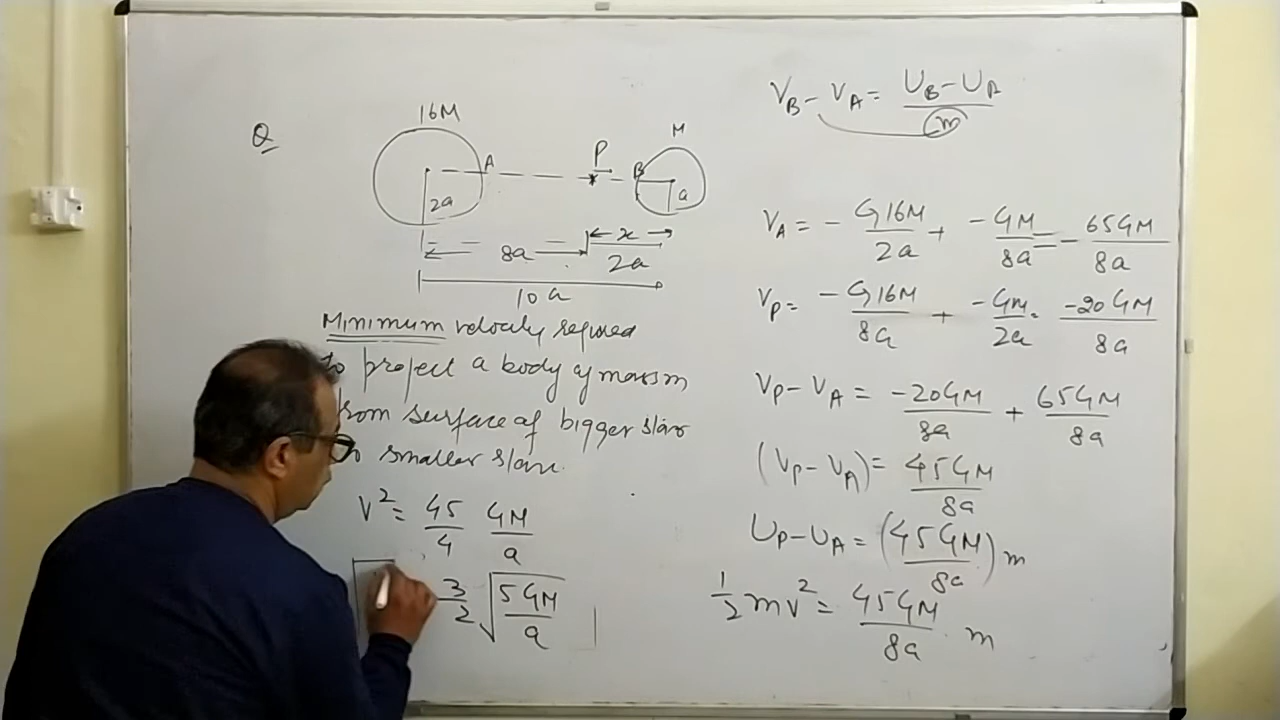 Q
16M
A
P
B
M
2a
a
8a
x
2a
10a
Minimum velocity required
to project a body of mass m
from surface of bigger star
to smaller star.
V² = 45/4 GM/a
3/2 √(5GM/a)
V_B - V_A = (U_B - U_A)/m
V_A = - G16M/2a + - GM/8a = - 65GM/8a
V_P = - G16M/8a + - GM/2a = -20GM/8a
V_P - V_A = -20GM/8a + 65GM/8a
(V_P - V_A) = 45GM/8a
U_P - U_A = (45GM/8a) m
1/2 mv² = 45GM/8a . m